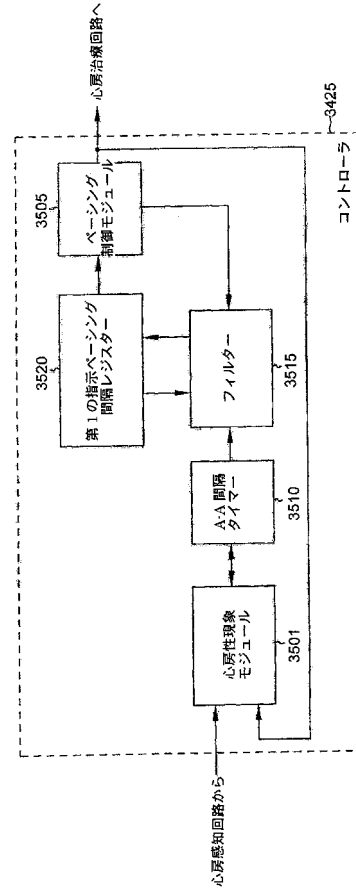 心房感知回路から
心房性現象
モジュール
3501
A-A 間隔
タイマー
3510
フィルター
3515
第1の指示ペーシング
間隔レジスター
3520
ペーシング
制御モジュール
3505
心房治療回路へ
コントローラ
3425